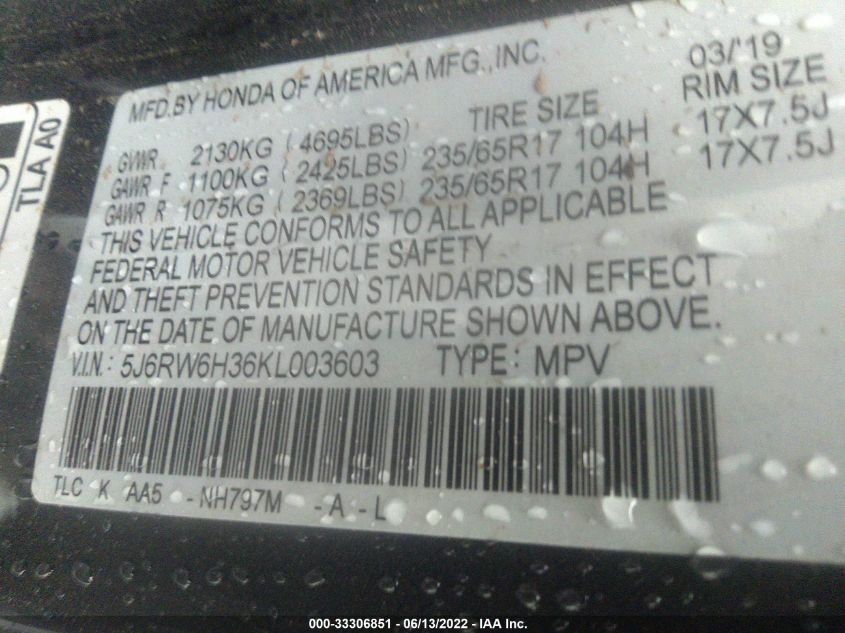 MFD.BY HONDA OF AMERICA MFG.,INC. 03/'19
TIRE SIZE RIM SIZE
GVWR 2130KG (4695LBS)
GAWR F 1100KG (2425LBS) 235/65R17 104H 17X7.5J
GAWR R 1075KG (2369LBS) 235/65R17 104H 17X7.5J
THIS VEHICLE CONFORMS TO ALL APPLICABLE
FEDERAL MOTOR VEHICLE SAFETY
AND THEFT PREVENTION STANDARDS IN EFFECT
ON THE DATE OF MANUFACTURE SHOWN ABOVE.
V.I.N.: 5J6RW6H36KL003603 TYPE: MPV
TLC K AA5 - NH797M - A - L
TLA A0
000-33306851 / 06/13/2022 - IAA Inc.